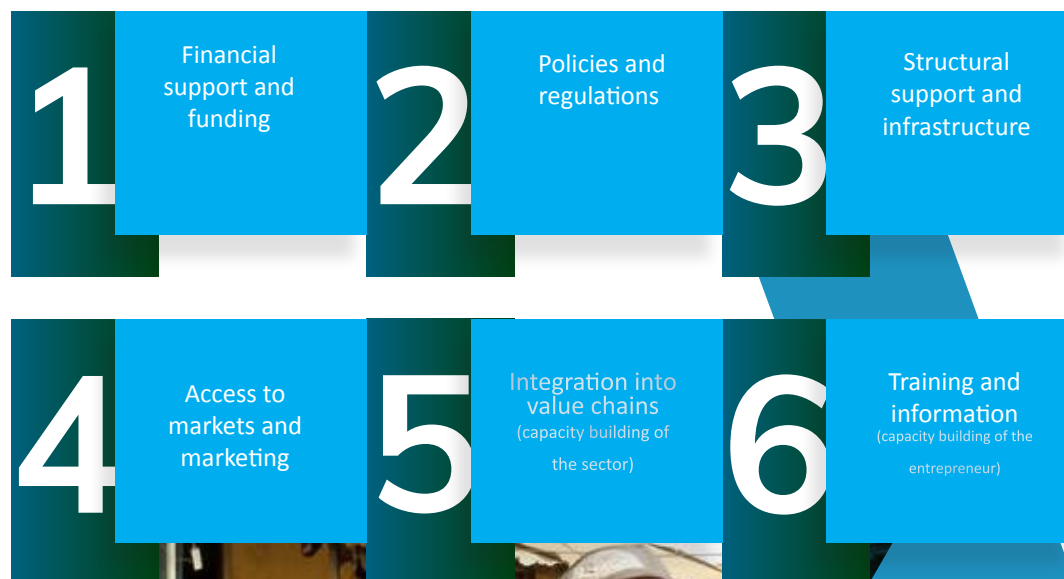 1
Financial
support and
funding
2
Policies and
regulations
3
Structural
support and
infrastructure
4
Access to
markets and
marketing
5
Integration into
value chains
(capacity building of
the sector)
6
Training and
information
(capacity building of the
entrepreneur)